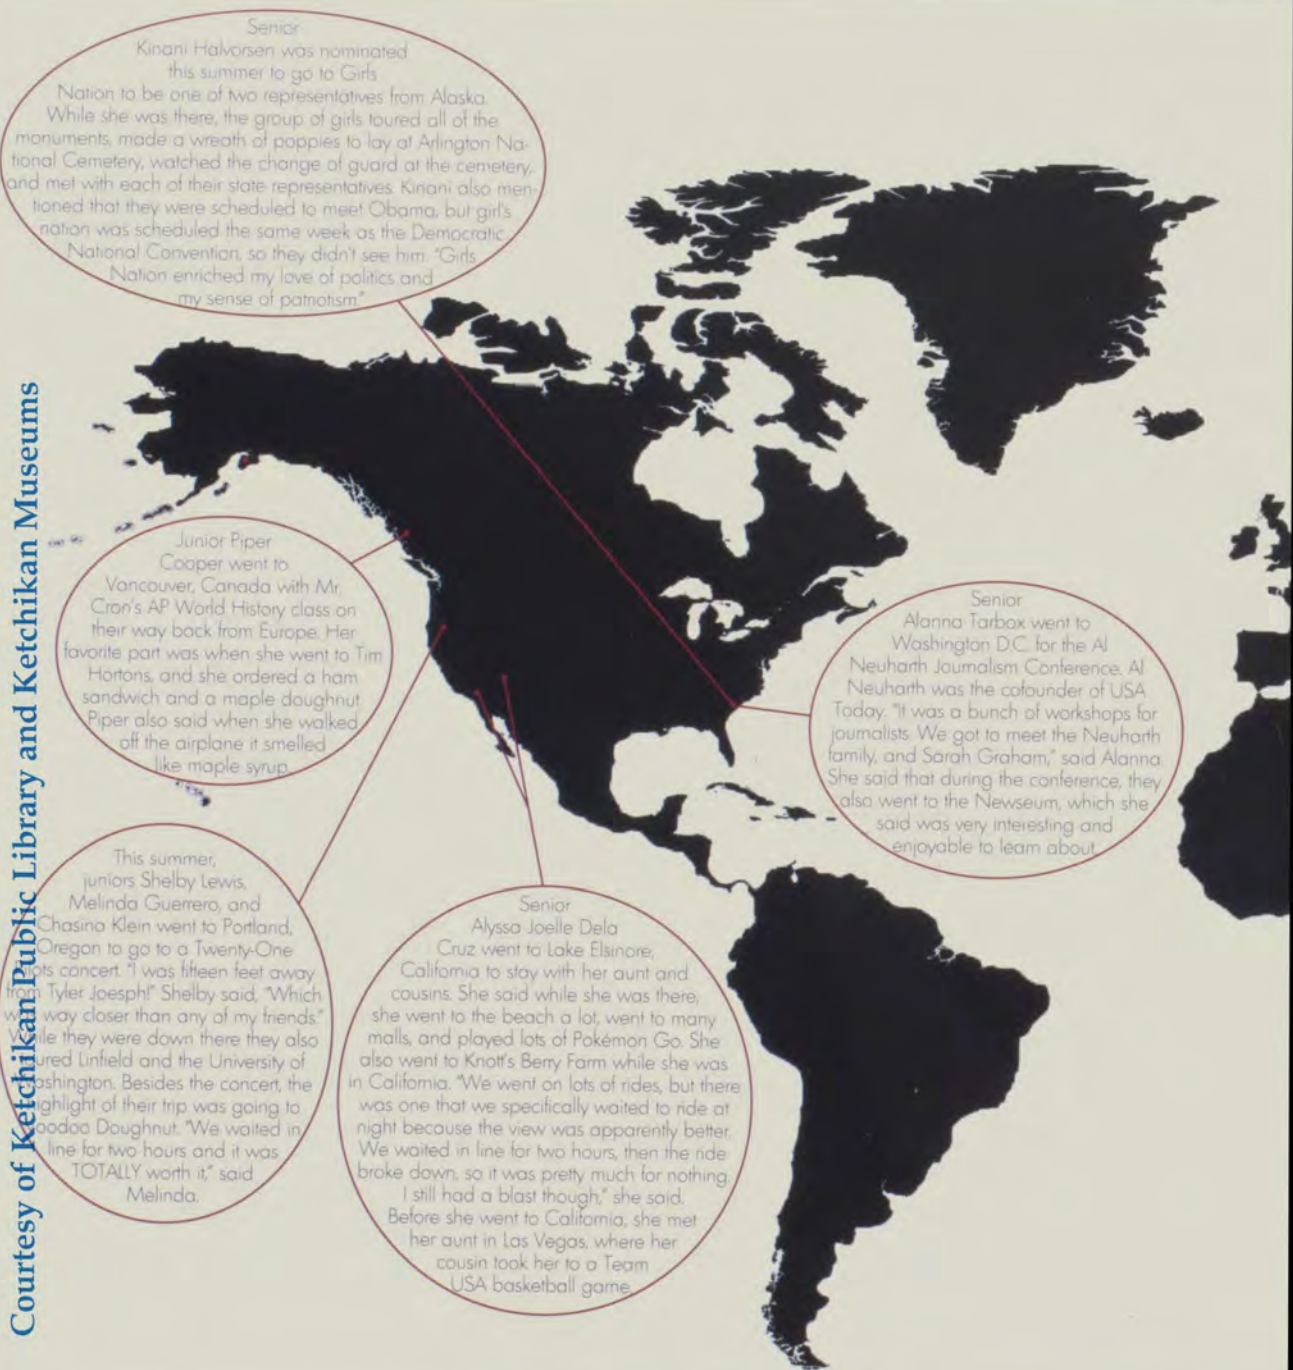 Senior
Kinani Halvorsen was nominated
this summer to go to Girls
Nation to be one of two representatives from Alaska.
While she was there, the group of girls toured all of the
monuments, made a wreath of poppies to lay at Arlington Na-
tional Cemetery, watched the change of guard at the cemetery,
and met with each of their state representatives. Kinani also men-
tioned that they were scheduled to meet Obama, but girl's
nation was scheduled the same week as the Democratic
National Convention, so they didn't see him. "Girls
Nation enriched my love of politics and
my sense of patriotism."
Junior Piper
Cooper went to
Vancouver, Canada with Mr.
Cron's AP World History class on
their way back from Europe. Her
favorite part was when she went to Tim
Hortons, and she ordered a ham
sandwich and a maple doughnut.
Piper also said when she walked
off the airplane it smelled
like maple syrup.
Senior
Alanna Tarbox went to
Washington D.C. for the Al
Neuharth Journalism Conference. Al
Neuharth was the cofounder of USA
Today. "It was a bunch of workshops for
journalists. We got to meet the Neuharth
family, and Sarah Graham," said Alanna.
She said that during the conference, they
also went to the Newseum, which she
said was very interesting and
enjoyable to learn about.
This summer,
juniors Shelby Lewis,
Melinda Guerrero, and
Chasina Klein went to Portland,
Oregon to go to a Twenty-One
Pilots concert. "I was fifteen feet away
from Tyler Joesph!" Shelby said, "Which
was way closer than any of my friends."
While they were down there they also
toured Linfield and the University of
Washington. Besides the concert, the
highlight of their trip was going to
Voodoo Doughnut. "We waited in
line for two hours and it was
TOTALLY worth it," said
Melinda.
Senior
Alyssa Joelle Dela
Cruz went to Lake Elsinore,
California to stay with her aunt and
cousins. She said while she was there,
she went to the beach a lot, went to many
malls, and played lots of Pokémon Go. She
also went to Knott's Berry Farm while she was
in California. "We went on lots of rides, but there
was one that we specifically waited to ride at
night because the view was apparently better.
We waited in line for two hours, then the ride
broke down, so it was pretty much for nothing.
I still had a blast though," she said.
Before she went to California, she met
her aunt in Las Vegas, where her
cousin took her to a Team
USA basketball game.
Courtesy of Ketchikan Public Library and Ketchikan Museums